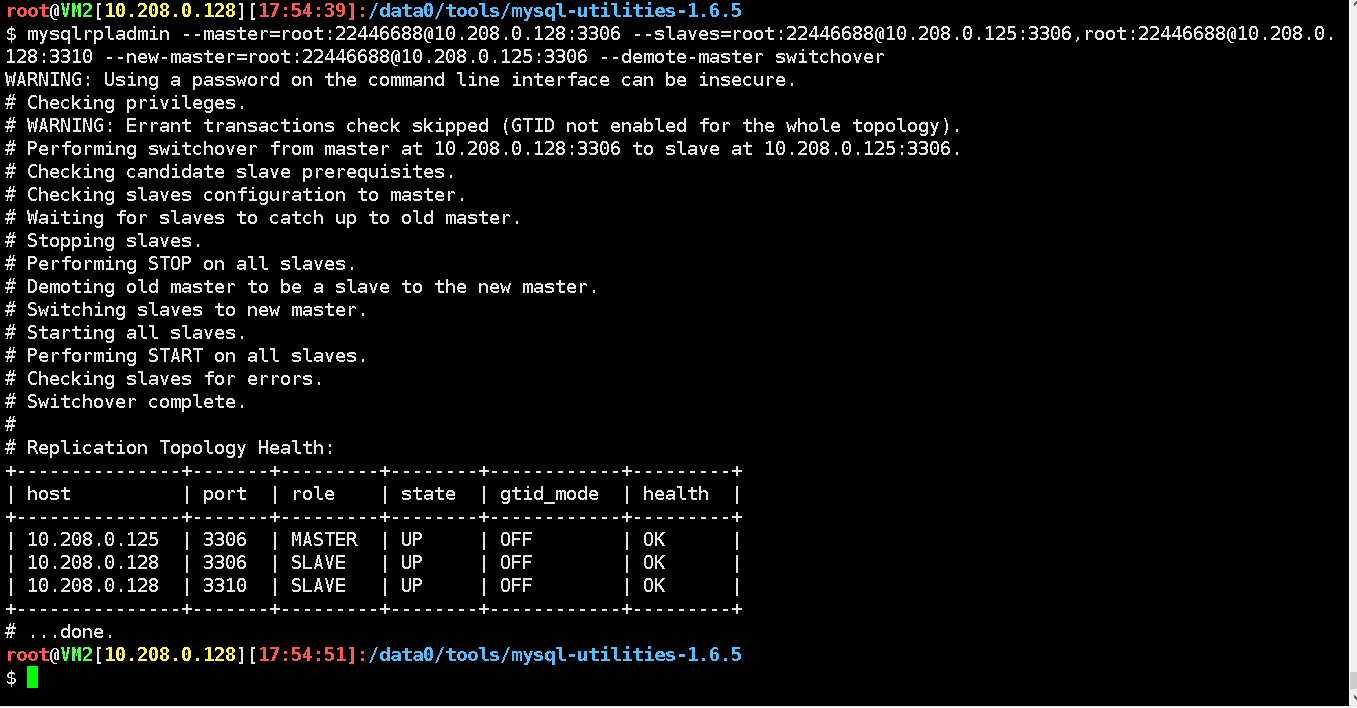 root@VM2[10.208.0.128][17:54:39]:/data0/tools/mysql-utilities-1.6.5
$ mysqlrpladmin --master=root:22446688@10.208.0.128:3306 --slaves=root:22446688@10.208.0.125:3306,root:22446688@10.208.0.
128:3310 --new-master=root:22446688@10.208.0.125:3306 --demote-master switchover
WARNING: Using a password on the command line interface can be insecure.
# Checking privileges.
# WARNING: Errant transactions check skipped (GTID not enabled for the whole topology).
# Performing switchover from master at 10.208.0.128:3306 to slave at 10.208.0.125:3306.
# Checking candidate slave prerequisites.
# Checking slaves configuration to master.
# Waiting for slaves to catch up to old master.
# Stopping slaves.
# Performing STOP on all slaves.
# Demoting old master to be a slave to the new master.
# Switching slaves to new master.
# Starting all slaves.
# Performing START on all slaves.
# Checking slaves for errors.
# Switchover complete.
#
# Replication Topology Health:
+---------------+-------+---------+--------+------------+---------+
| host          | port  | role    | state  | gtid_mode  | health  |
+---------------+-------+---------+--------+------------+---------+
| 10.208.0.125  | 3306  | MASTER  | UP     | OFF        | OK      |
| 10.208.0.128  | 3306  | SLAVE   | UP     | OFF        | OK      |
| 10.208.0.128  | 3310  | SLAVE   | UP     | OFF        | OK      |
+---------------+-------+---------+--------+------------+---------+
# ...done.
root@VM2[10.208.0.128][17:54:51]:/data0/tools/mysql-utilities-1.6.5
$